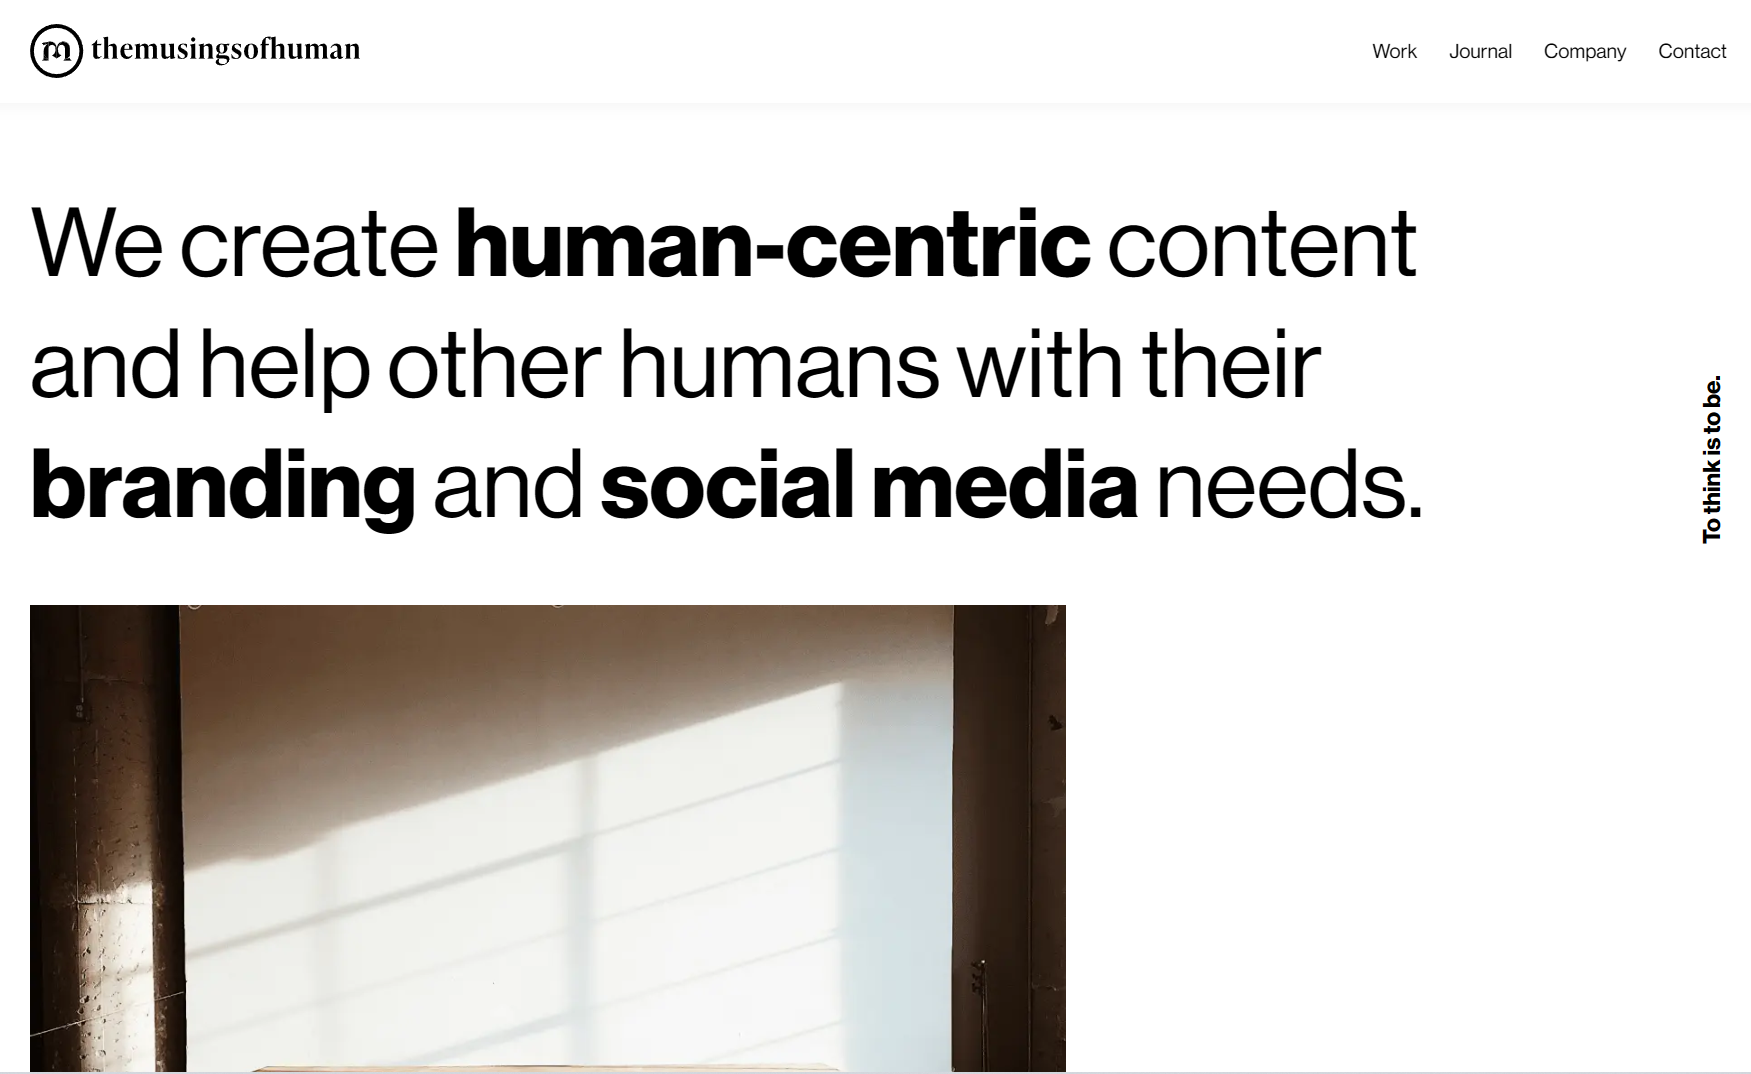 m themusingsofhuman
Work Journal Company Contact
We create human-centric content
and help other humans with their
branding and social media needs.
To think is to be.